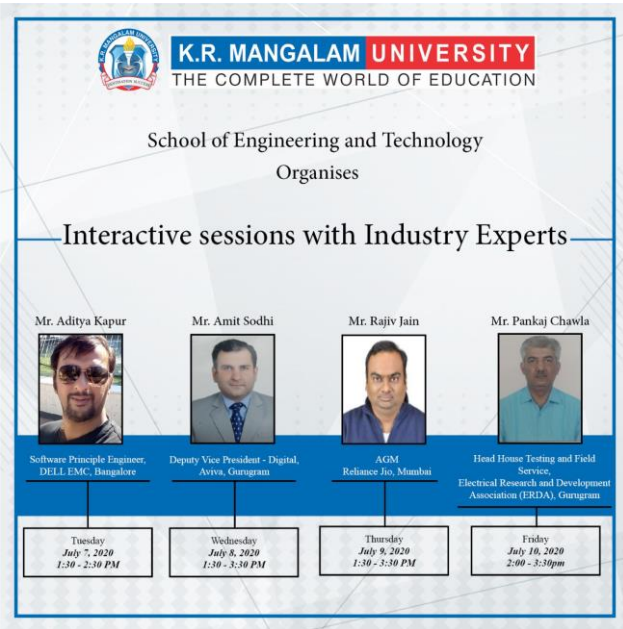 K.R. MANGALAM UNIVERSITY
THE COMPLETE WORLD OF EDUCATION
School of Engineering and Technology
Organises
Interactive sessions with Industry Experts
Mr. Aditya Kapur
Software Principle Engineer,
DELL EMC, Bangalore
Tuesday
July 7, 2020
1:30 - 2:30 PM
Mr. Amit Sodhi
Deputy Vice President - Digital,
Aviva, Gurugram
Wednesday
July 8, 2020
1:30 - 3:30 PM
Mr. Rajiv Jain
AGM
Reliance Jio, Mumbai
Thursday
July 9, 2020
1:30 - 3:30 PM
Mr. Pankaj Chawla
Head House Testing and Field
Service,
Electrical Research and Development
Association (ERDA), Gurugram
Friday
July 10, 2020
2:00 - 3:30pm